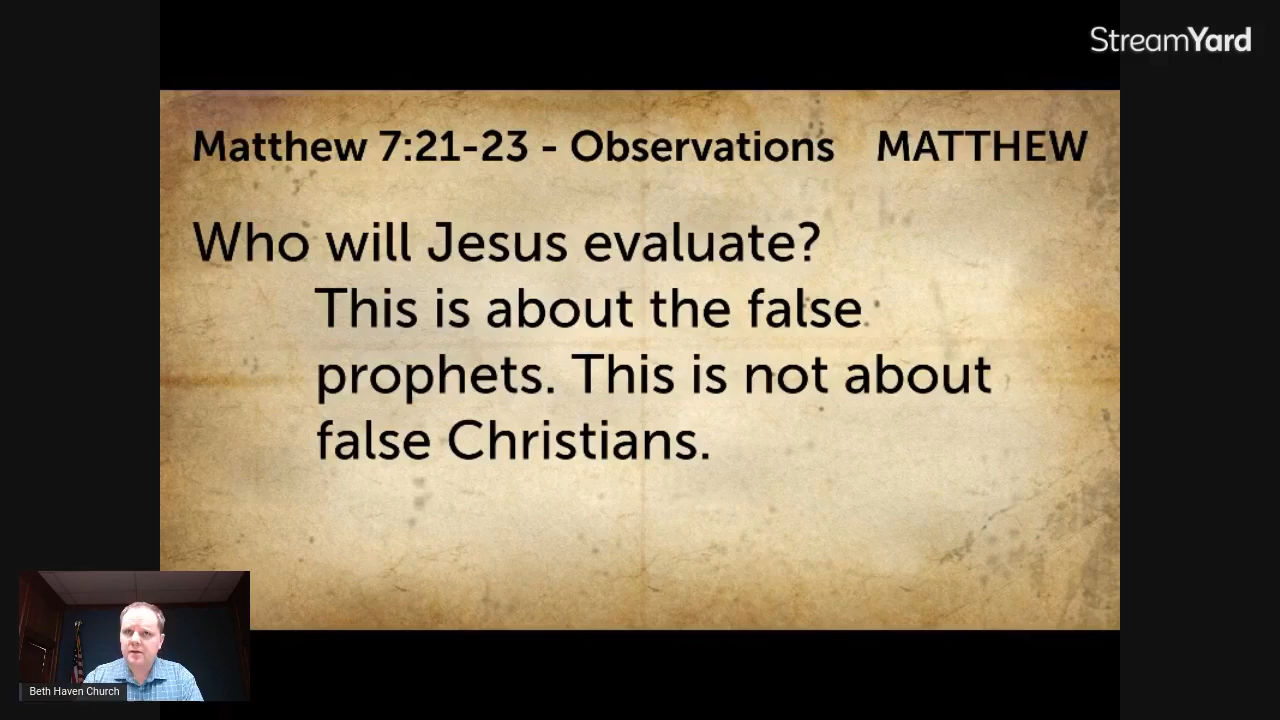 StreamYard
Matthew 7:21-23 - Observations MATTHEW
Who will Jesus evaluate?
This is about the false
prophets. This is not about
false Christians.
Beth Haven Church